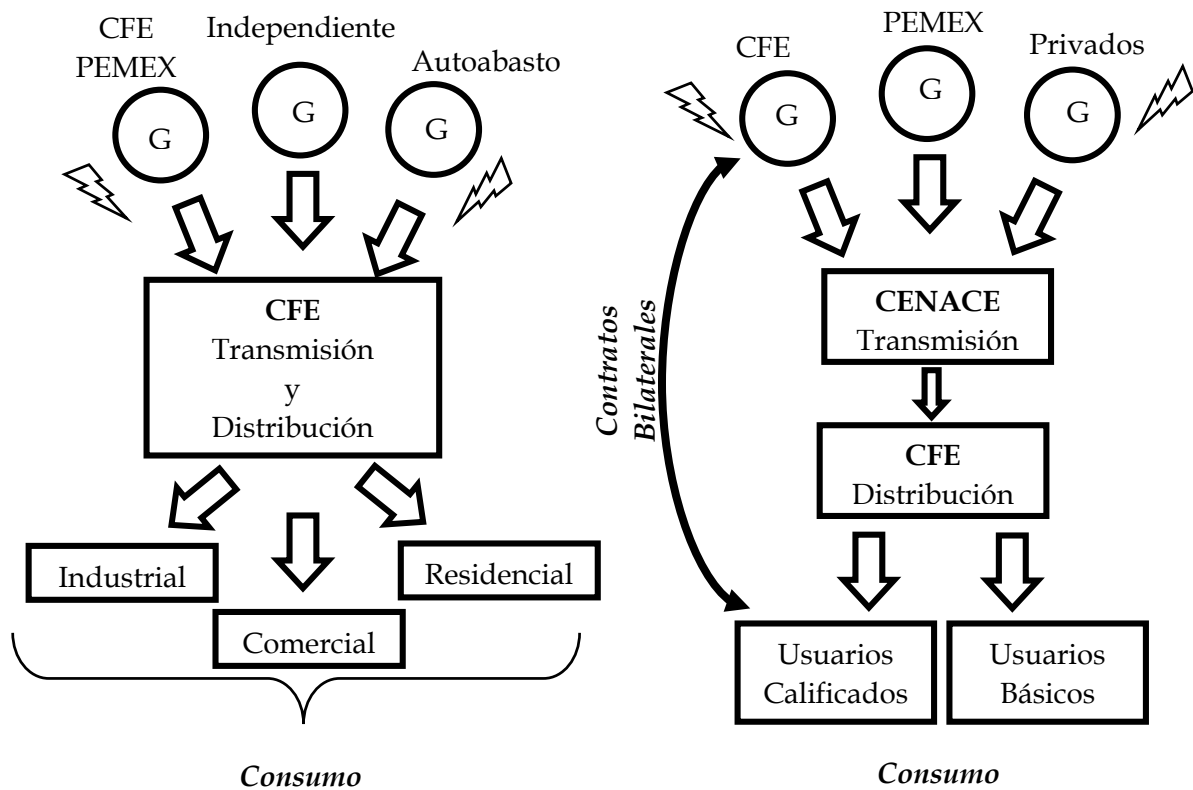 CFE
PEMEX
Independiente
Autoabasto
G
G
G
CFE
Transmisión
y
Distribución
Industrial
Residencial
Comercial
Consumo
CFE
PEMEX
Privados
G
G
G
Contratos
Bilaterales
CENACE
Transmisión
CFE
Distribución
Usuarios
Calificados
Usuarios
Básicos
Consumo